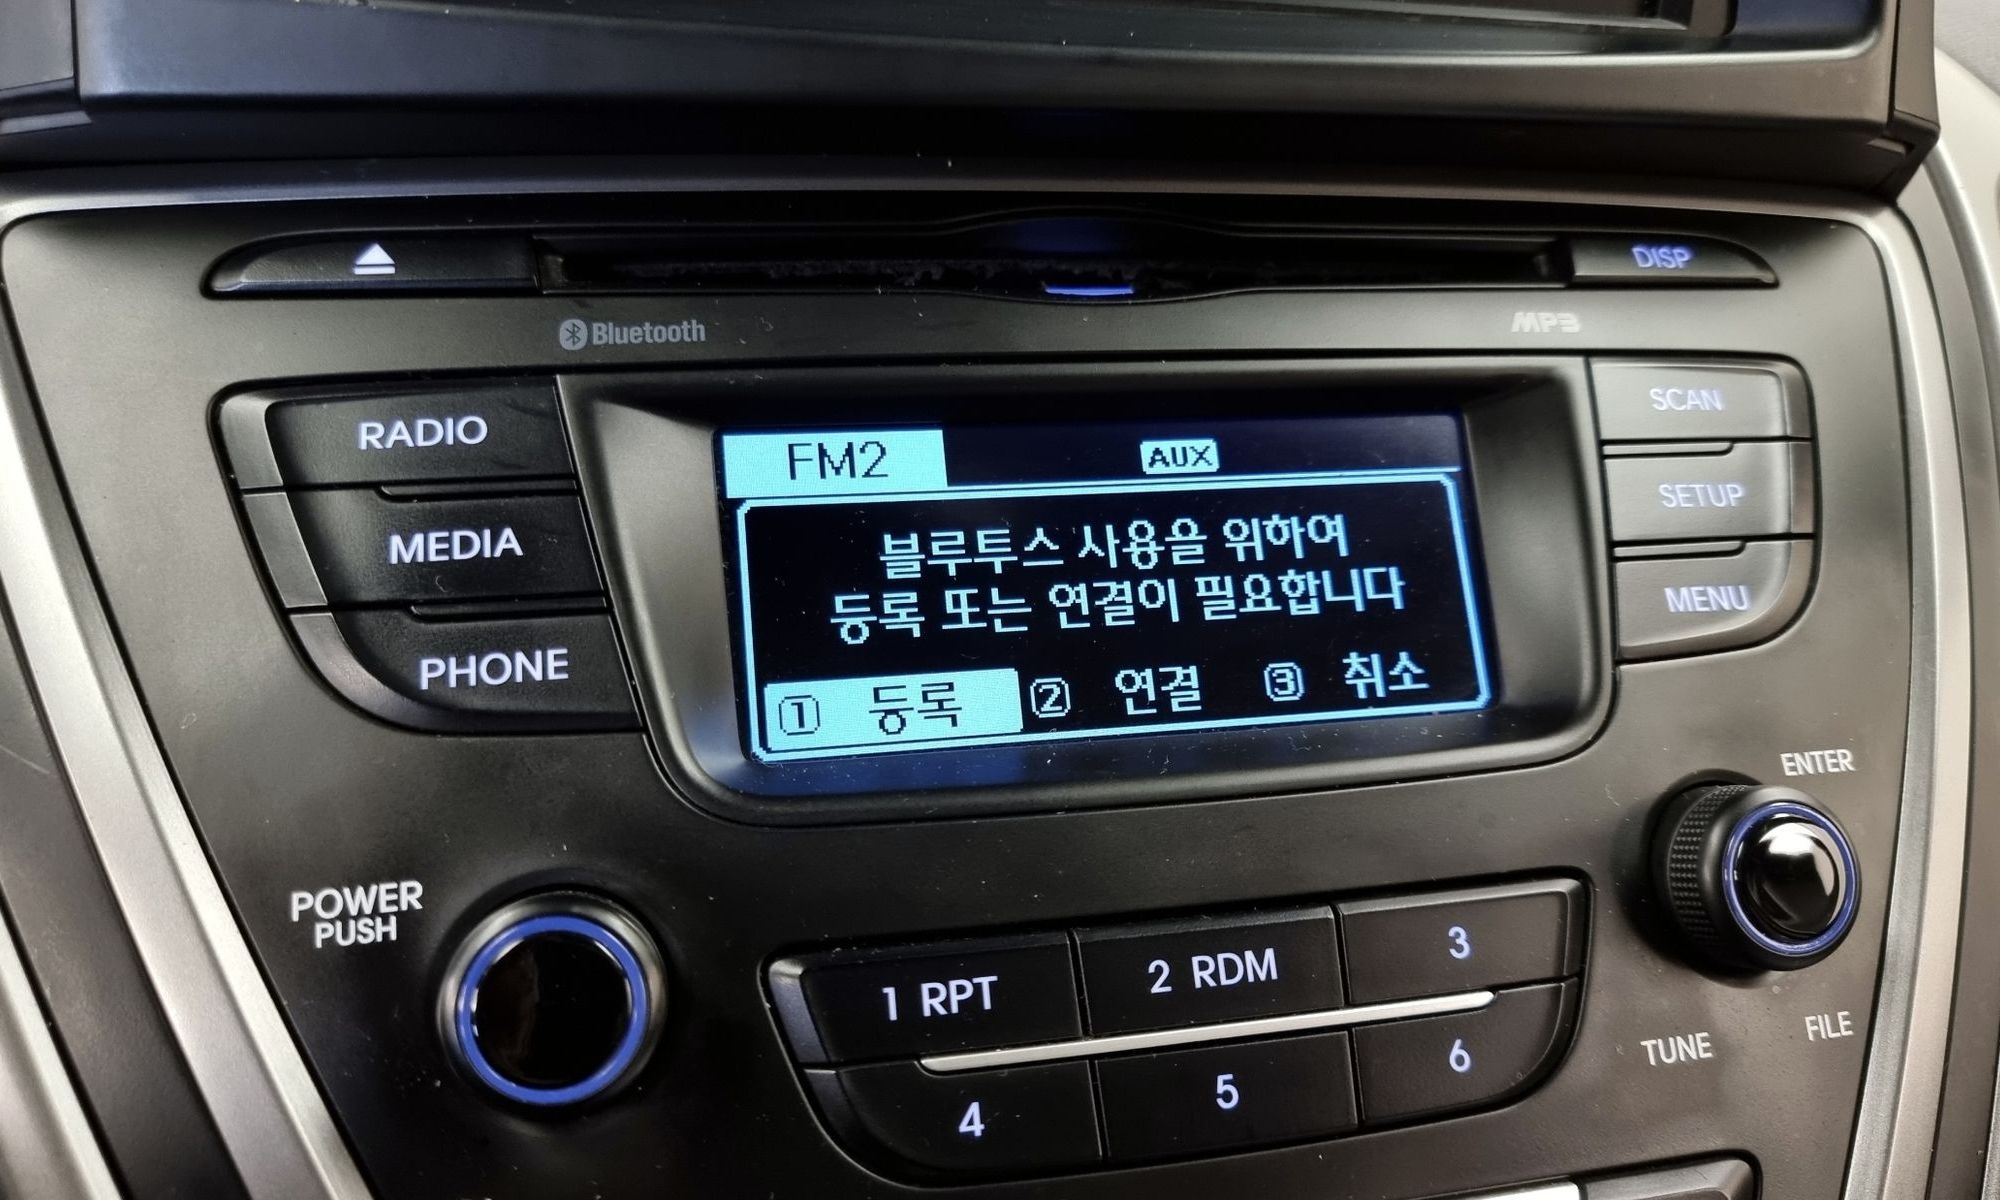 DISP
Bluetooth
MP3
RADIO
MEDIA
PHONE
FM2 AUX
블루투스 사용을 위하여
등록 또는 연결이 필요합니다
1 등록 2 연결 3 취소
SCAN
SETUP
MENU
POWER
PUSH
1 RPT
2 RDM
3
4
5
6
ENTER
TUNE
FILE